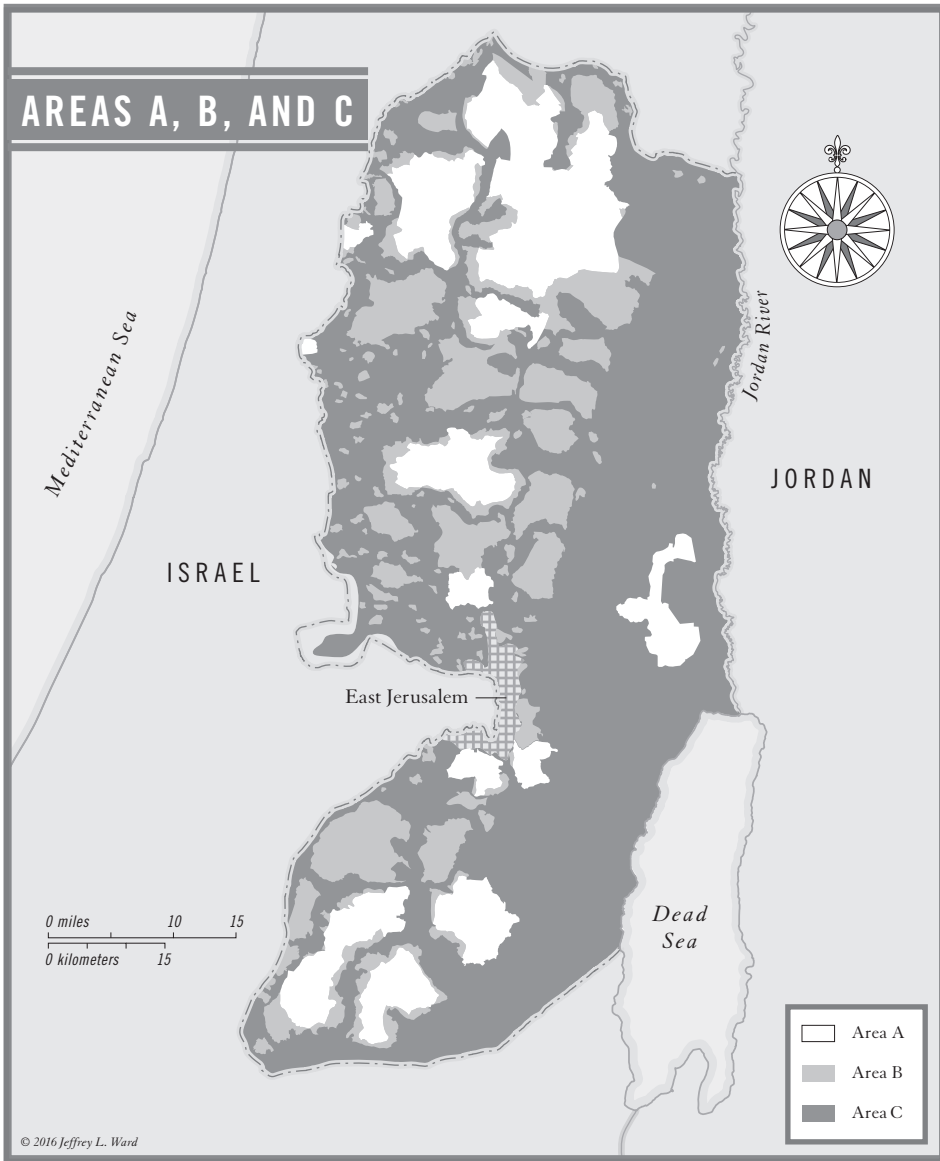 AREAS A, B, AND C
Mediterranean Sea
Jordan River
JORDAN
ISRAEL
East Jerusalem
0 miles 10 15
0 kilometers 15
Dead
Sea
Area A
Area B
Area C
© 2016 Jeffrey L. Ward